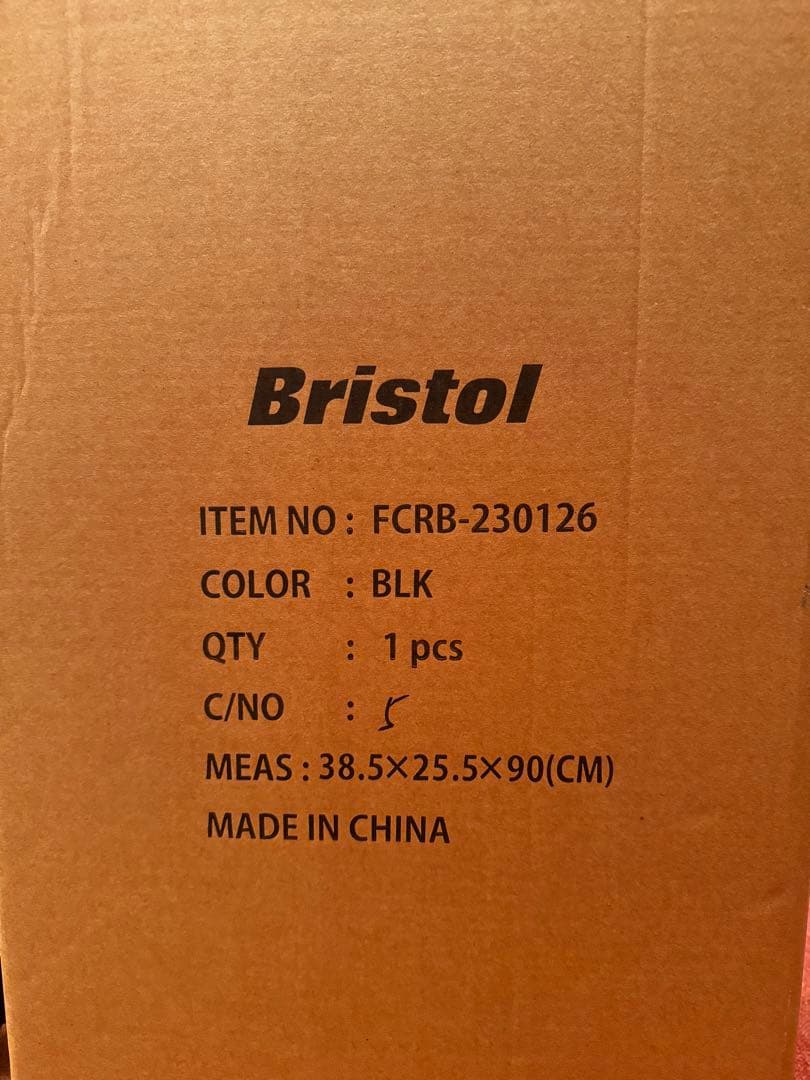 Bristol
ITEM NO : FCRB-230126
COLOR : BLK
QTY : 1 pcs
C/NO : 5
MEAS : 38.5×25.5×90(CM)
MADE IN CHINA